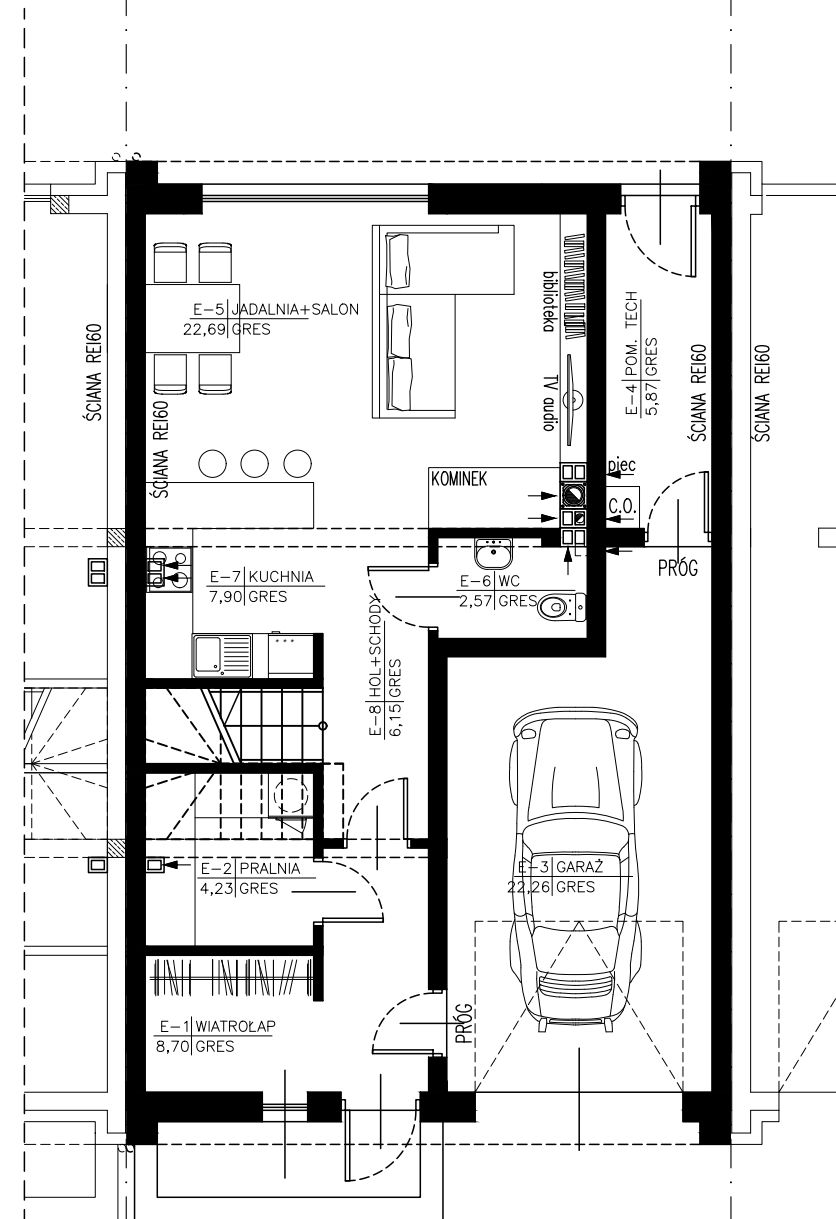 E-5 JADALNIA+SALON
22,69 GRES
biblioteka
TV audio
E-4 POM. TECH
5,87 GRES
ŚCIANA REI60
ŚCIANA REI60
ŚCIANA REI60
ŚCIANA REI60
KOMINEK
piec
C.O.
PRÓG
E-7 KUCHNIA
7,90 GRES
E-6 WC
2,57 GRES
E-8 HOL+SCHODY
6,15 GRES
E-2 PRALNIA
4,23 GRES
E-3 GARAŻ
22,26 GRES
E-1 WIATROŁAP
8,70 GRES
PRÓG